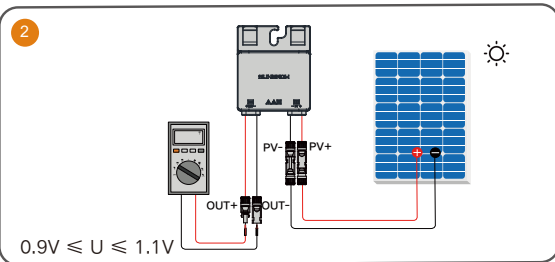 2
PV- PV+
+ -
OUT+ OUT-
0.9V ≤ U ≤ 1.1V